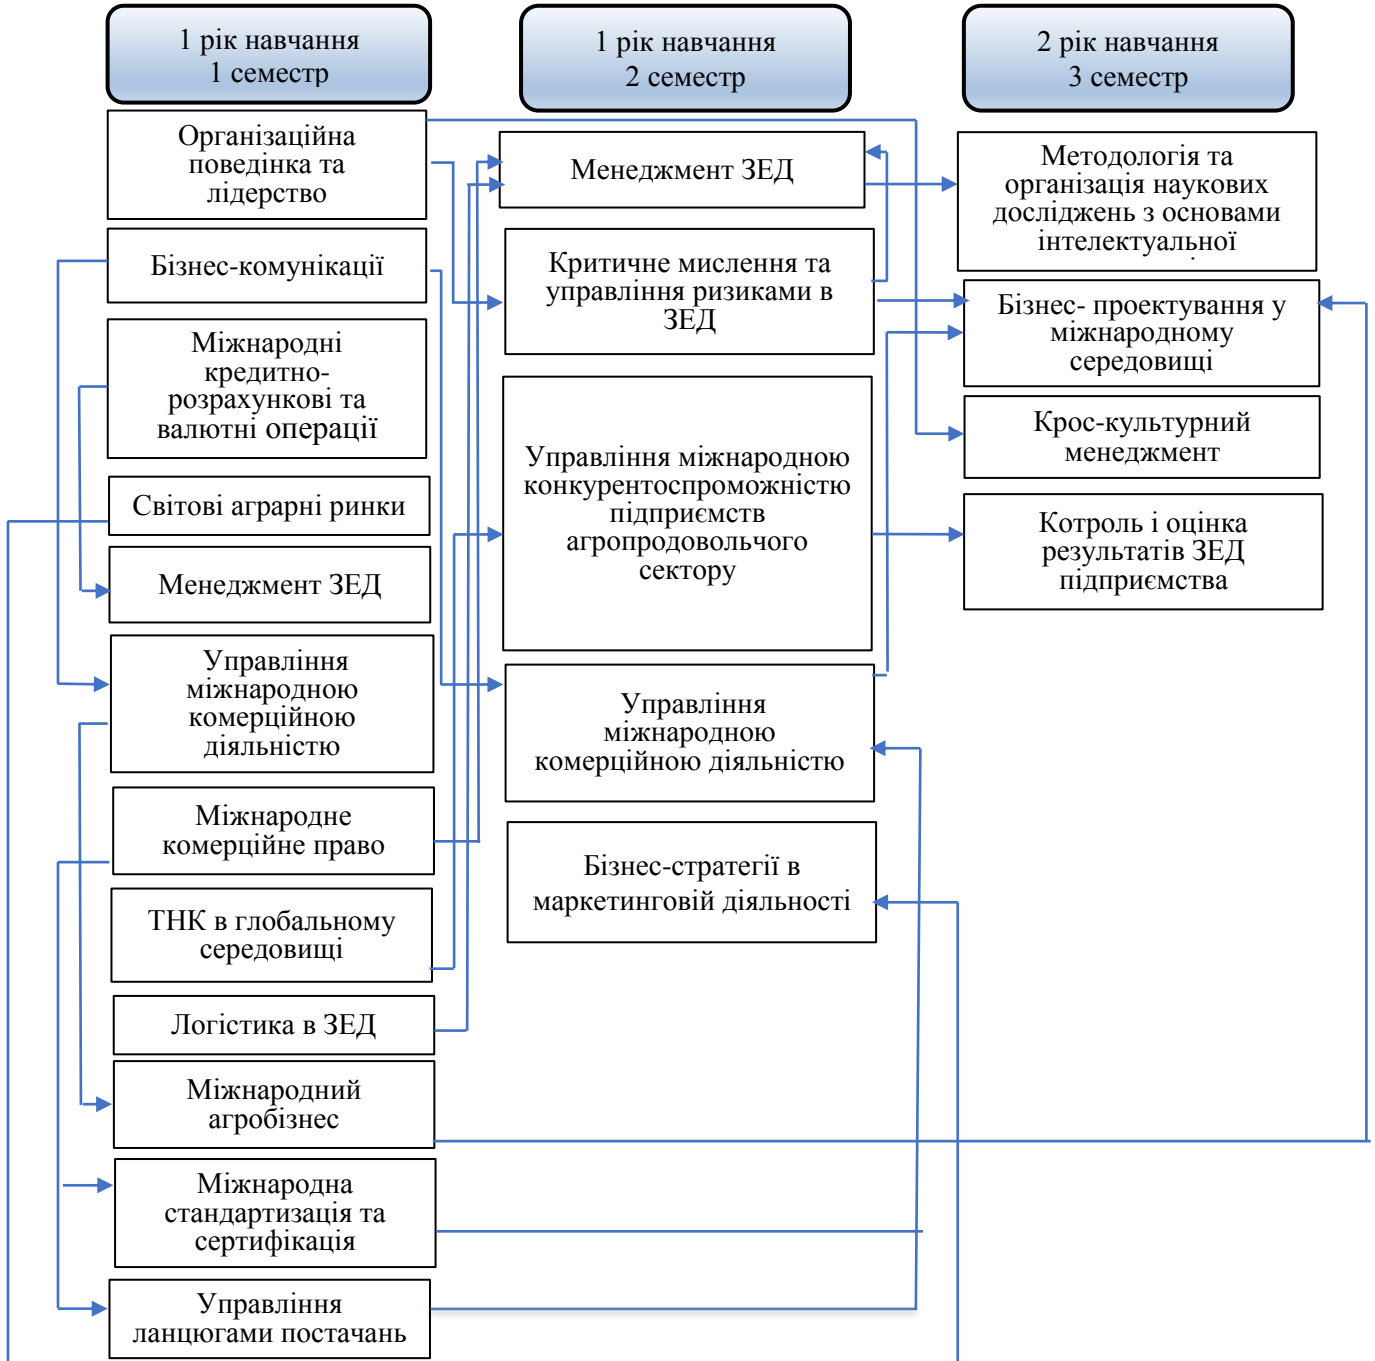 1 рік навчання
1 семестр
1 рік навчання
2 семестр
2 рік навчання
3 семестр
Організаційна
поведінка та
лідерство
Бізнес-комунікації
Міжнародні
кредитно-
розрахункові та
валютні операції
Світові аграрні ринки
Менеджмент ЗЕД
Управління
міжнародною
комерційною
діяльністю
Міжнародне
комерційне право
ТНК в глобальному
середовищі
Логістика в ЗЕД
Міжнародний
агробізнес
Міжнародна
стандартизація та
сертифікація
Управління
ланцюгами постачань
Менеджмент ЗЕД
Критичне мислення та
управління ризиками в
ЗЕД
Управління міжнародною
конкурентоспроможністю
підприємств
агропродовольчого
сектору
Управління
міжнародною
комерційною діяльністю
Бізнес-стратегії в
маркетинговій діяльності
Методологія та
організація наукових
досліджень з основами
інтелектуальної
Бізнес- проектування у
міжнародному
середовищі
Крос-культурний
менеджмент
Котроль і оцінка
результатів ЗЕД
підприємства